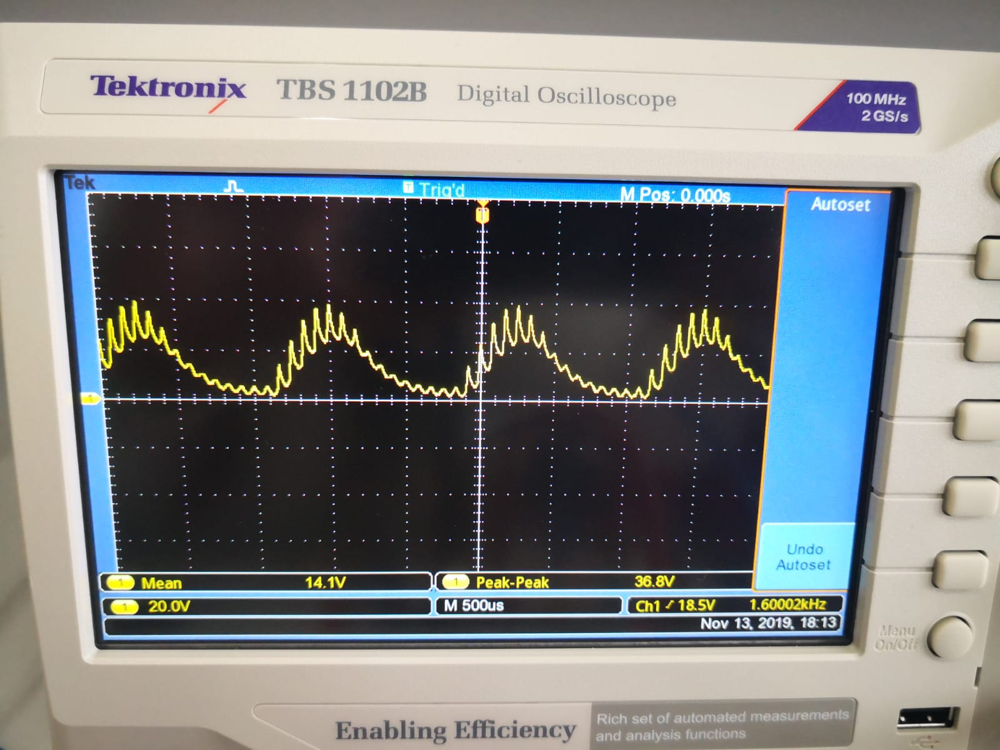 Tektronix TBS 1102B Digital Oscilloscope
100 MHz
2 GS/s
Tek T Trig'd M Pos: 0.000s
Autoset
T
1
Undo
Autoset
1 Mean 14.1V 1 Peak-Peak 36.8V
1 20.0V M 500us Ch1 18.5V 1.60002kHz
Nov 13, 2019, 18:13
Menu
On/Off
Enabling Efficiency
Rich set of automated measurements
and analysis functions